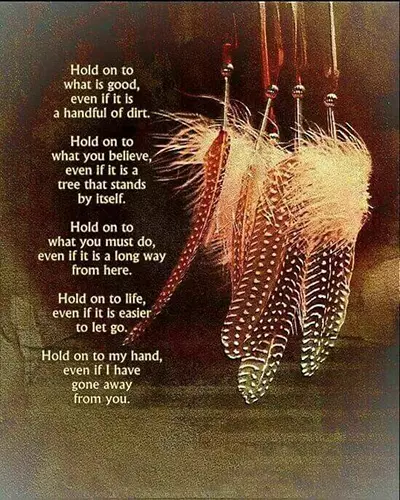 Hold on to
what is good,
even if it is
a handful of dirt.
Hold on to
what you believe,
even if it is a
tree that stands
by itself.
Hold on to
what you must do,
even if it is a long way
from here.
Hold on to life,
even if it is easier
to let go.
Hold on to my hand,
even if I have
gone away
from you.